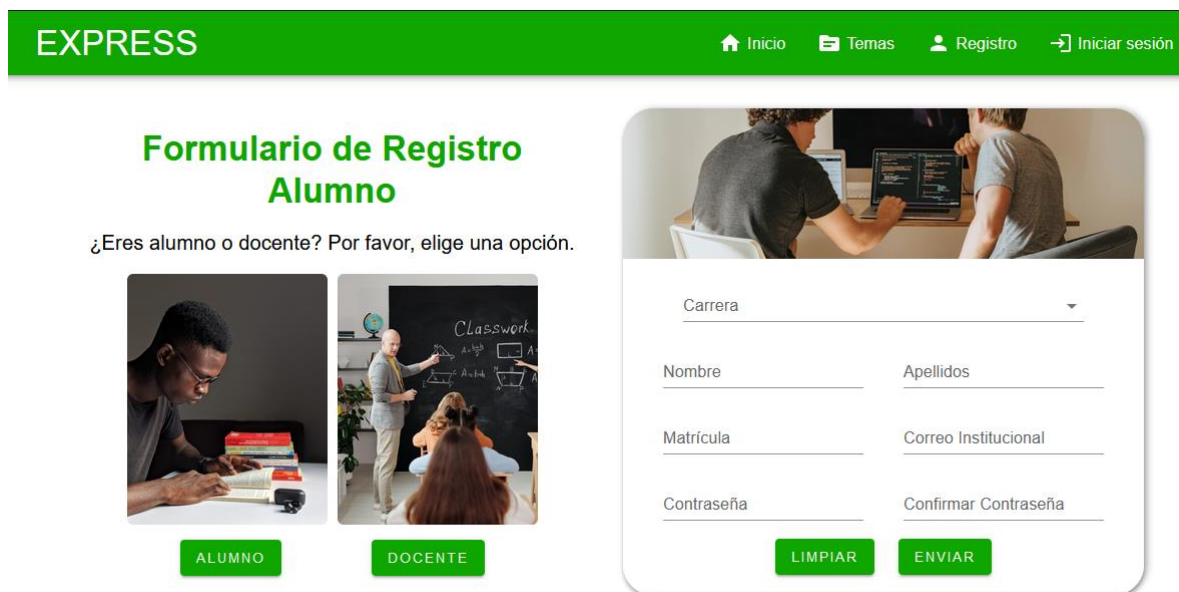 EXPRESS
Inicio
Temas
Registro
Iniciar sesión
Formulario de Registro
Alumno
¿Eres alumno o docente? Por favor, elige una opción.
Classwork
ALUMNO
DOCENTE
Carrera
Nombre
Apellidos
Matrícula
Correo Institucional
Contraseña
Confirmar Contraseña
LIMPIAR
ENVIAR